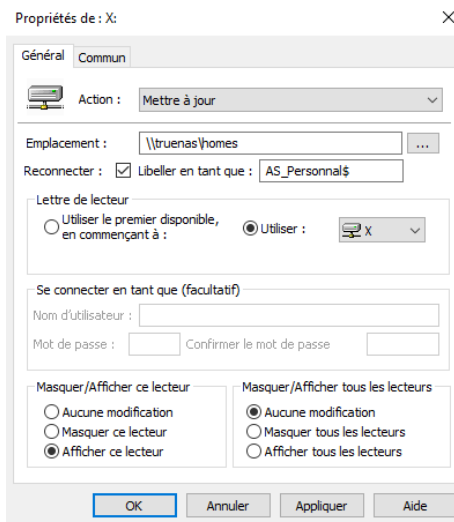 Propriétés de : X:
Général Commun
Action : Mettre à jour
Emplacement : \\truenas\homes ...
Reconnecter : Libeller en tant que : AS_Personnal$
Lettre de lecteur
Utiliser le premier disponible,
en commençant à :
Utiliser : X
Se connecter en tant que (facultatif)
Nom d'utilisateur :
Mot de passe : Confirmer le mot de passe
Masquer/Afficher ce lecteur
Aucune modification
Masquer ce lecteur
Afficher ce lecteur
Masquer/Afficher tous les lecteurs
Aucune modification
Masquer tous les lecteurs
Afficher tous les lecteurs
OK Annuler Appliquer Aide